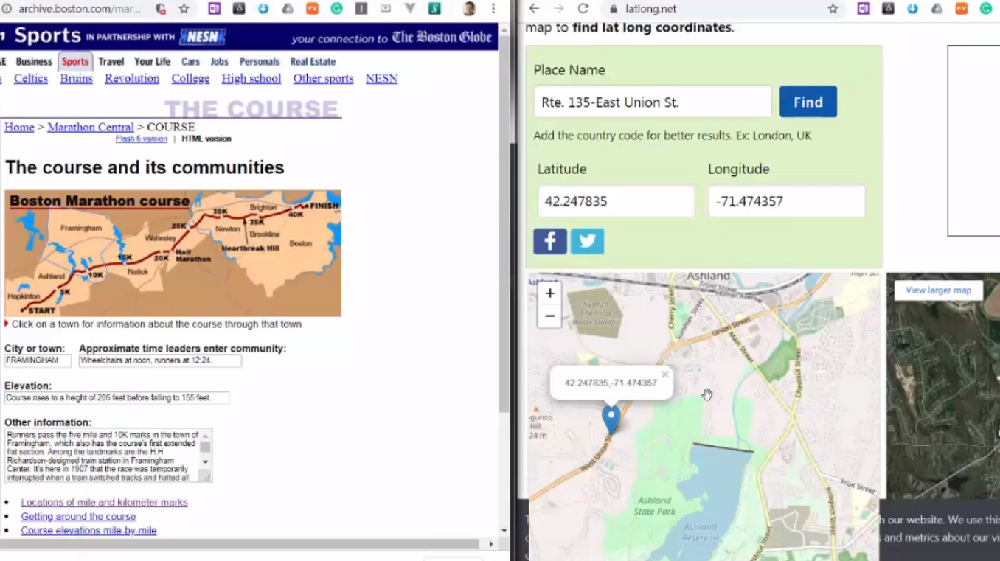 archive.boston.com/mar...
Sports IN PARTNERSHIP WITH NESN your connection to The Boston Globe
&E Business Sports Travel Your Life Cars Jobs Personals Real Estate
s Celtics Bruins Revolution College High school Other sports NESN
THE COURSE
Home > Marathon Central > COURSE
Flash 6 version | HTML version
The course and its communities
Boston Marathon course
FINISH
Brighton
30K
40K
35K
25K
Framingham
Newton
Brookline
Wellesley
Boston
Heartbreak Hill
Half
Marathon
15K
20K
Natick
Ashland
10K
5K
Hopkinton
START
Click on a town for information about the course through that town
City or town: Approximate time leaders enter community:
FRAMINGHAM Wheelchairs at noon, runners at 12:24.
Elevation:
Course rises to a height of 205 feet before falling to 155 feet.
Other information:
Runners pass the five mile and 10K marks in the town of
Framingham, which also has the course's first extended
flat section. Among the landmarks are the H.H
Richardson-designed train station in Framingham
Center. It's here in 1907 that the race was temporarily
interrupted when a train switched tracks and halted all
Locations of mile and kilometer marks
Getting around the course
Course elevations mile-by-mile
latlong.net
map to find lat long coordinates.
Place Name
Rte. 135-East Union St.
Find
Add the country code for better results. Ex: London, UK
Latitude Longitude
42.247835 -71.474357
+
−
Ashland
Front Street
Homer Avenue
Nyanza
Chemical
Waste Landfill
Cherry Street
Summer Street
Union Street
Main Street
Chestnut Street
42.247835,-71.474357
gunco
Hill
24 m
West Union St
Fruit Street
Prospect Street
Ashland
State Park
Ashland
Reservoir
stnut Street
View larger map
h our website. We use this
s and metrics about our vi